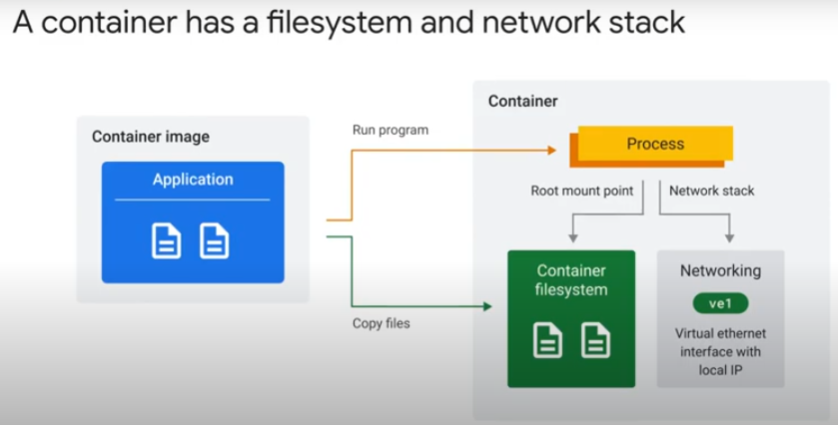 A container has a filesystem and network stack
Container image
Application
Run program
Copy files
Container
Process
Root mount point
Network stack
Container
filesystem
Networking
ve1
Virtual ethernet
interface with
local IP